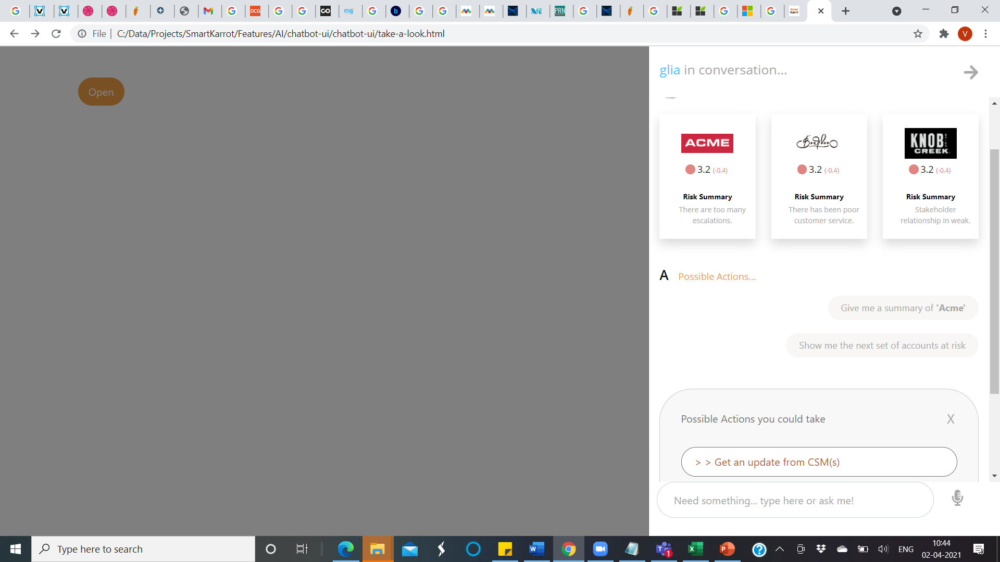 File
C:/Data/Projects/SmartKarrot/Features/AI/chatbot-ui/chatbot-ui/take-a-look.html
V
Open
glia in conversation...
ACME
3.2 (-0.4)
Risk Summary
There are too many
escalations.
Bourbon
3.2 (-0.4)
Risk Summary
There has been poor
customer service.
KNOB
CREEK
3.2 (-0.4)
Risk Summary
Stakeholder
relationship in weak.
A Possible Actions...
Give me a summary of 'Acme'
Show me the next set of accounts at risk
Possible Actions you could take
X
> > Get an update from CSM(s)
Need something... type here or ask me!
Type here to search
ENG
10:44
02-04-2021